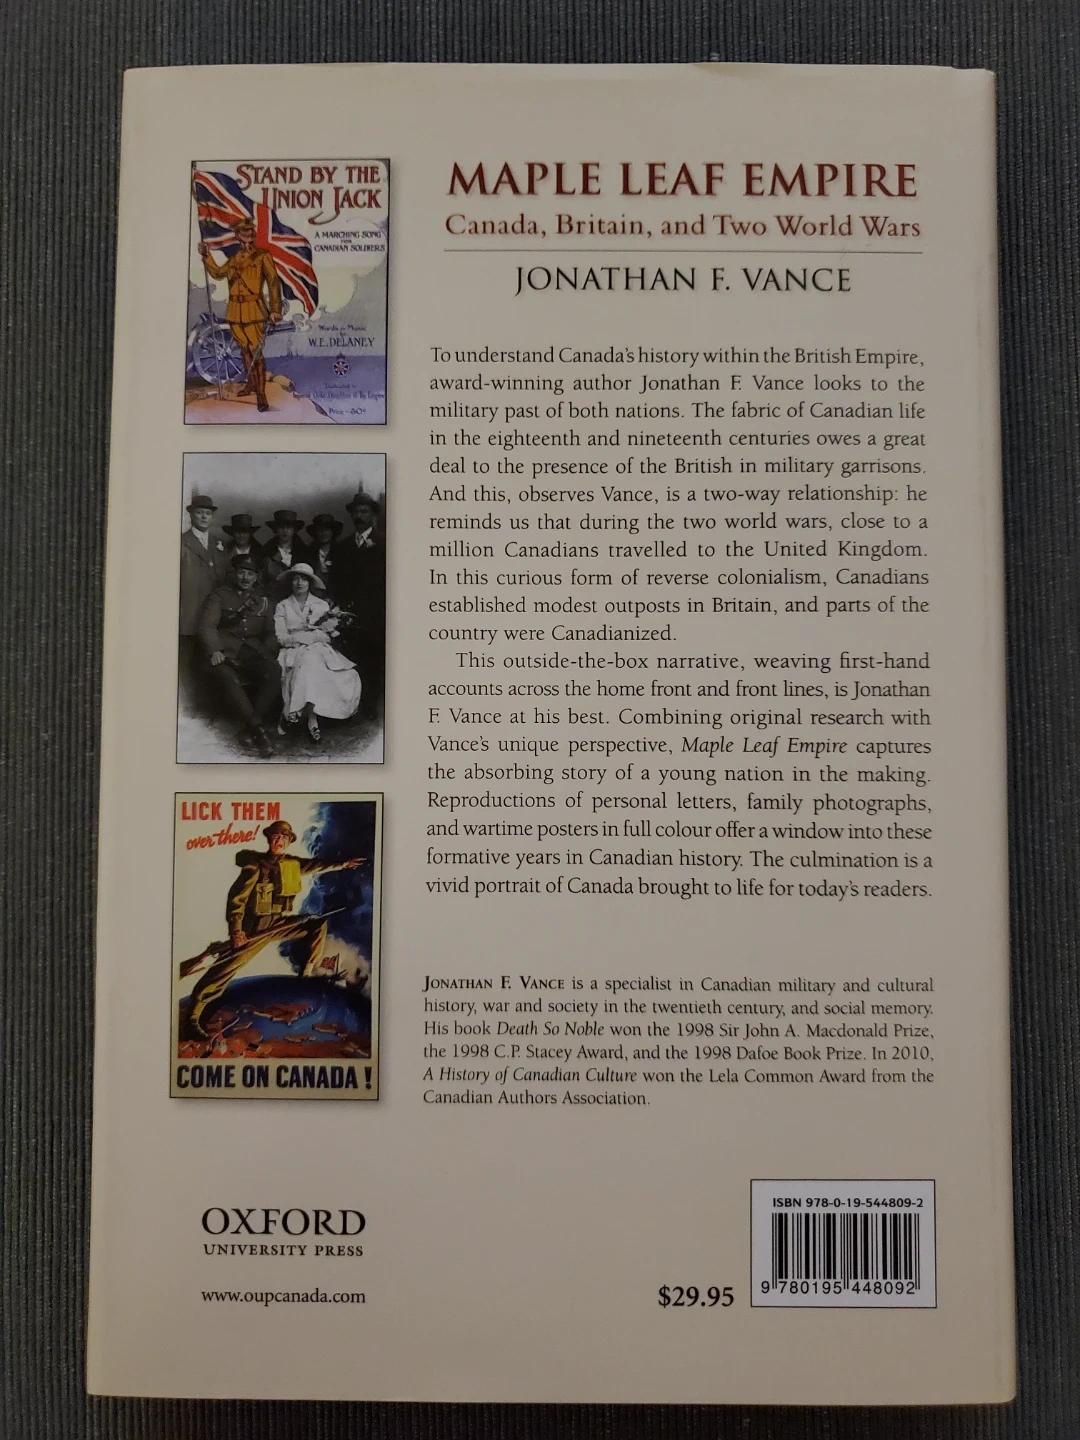 STAND BY THE
UNION JACK
A MARCHING SONG
FOR
CANADIAN SOLDIERS
Words & Music
by
W.E. DELANEY
Price - 50¢
LICK THEM
over there!
COME ON CANADA!
MAPLE LEAF EMPIRE
Canada, Britain, and Two World Wars
JONATHAN F. VANCE
To understand Canada's history within the British Empire,
award-winning author Jonathan F. Vance looks to the
military past of both nations. The fabric of Canadian life
in the eighteenth and nineteenth centuries owes a great
deal to the presence of the British in military garrisons.
And this, observes Vance, is a two-way relationship: he
reminds us that during the two world wars, close to a
million Canadians travelled to the United Kingdom.
In this curious form of reverse colonialism, Canadians
established modest outposts in Britain, and parts of the
country were Canadianized.
This outside-the-box narrative, weaving first-hand
accounts across the home front and front lines, is Jonathan
F. Vance at his best. Combining original research with
Vance's unique perspective, Maple Leaf Empire captures
the absorbing story of a young nation in the making.
Reproductions of personal letters, family photographs,
and wartime posters in full colour offer a window into these
formative years in Canadian history. The culmination is a
vivid portrait of Canada brought to life for today's readers.
JONATHAN F. VANCE is a specialist in Canadian military and cultural
history, war and society in the twentieth century, and social memory.
His book Death So Noble won the 1998 Sir John A. Macdonald Prize,
the 1998 C.P. Stacey Award, and the 1998 Dafoe Book Prize. In 2010,
A History of Canadian Culture won the Lela Common Award from the
Canadian Authors Association.
OXFORD
UNIVERSITY PRESS
www.oupcanada.com
$29.95
ISBN 978-0-19-544809-2
9 780195 448092